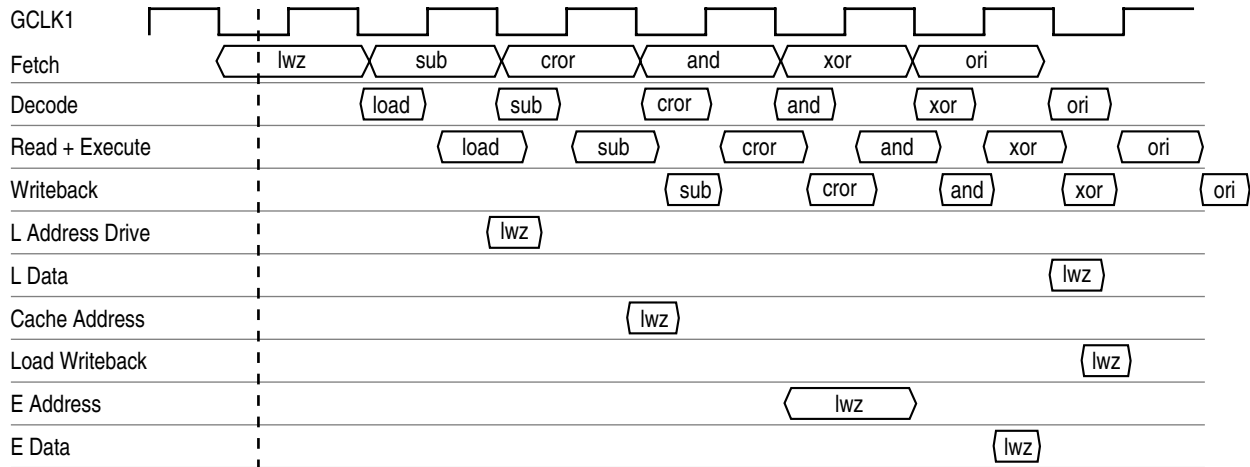 GCLK1
Fetch lwz sub cror and xor ori
Decode load sub cror and xor ori
Read + Execute load sub cror and xor ori
Writeback sub cror and xor ori
L Address Drive lwz
L Data lwz
Cache Address lwz
Load Writeback lwz
E Address lwz
E Data lwz